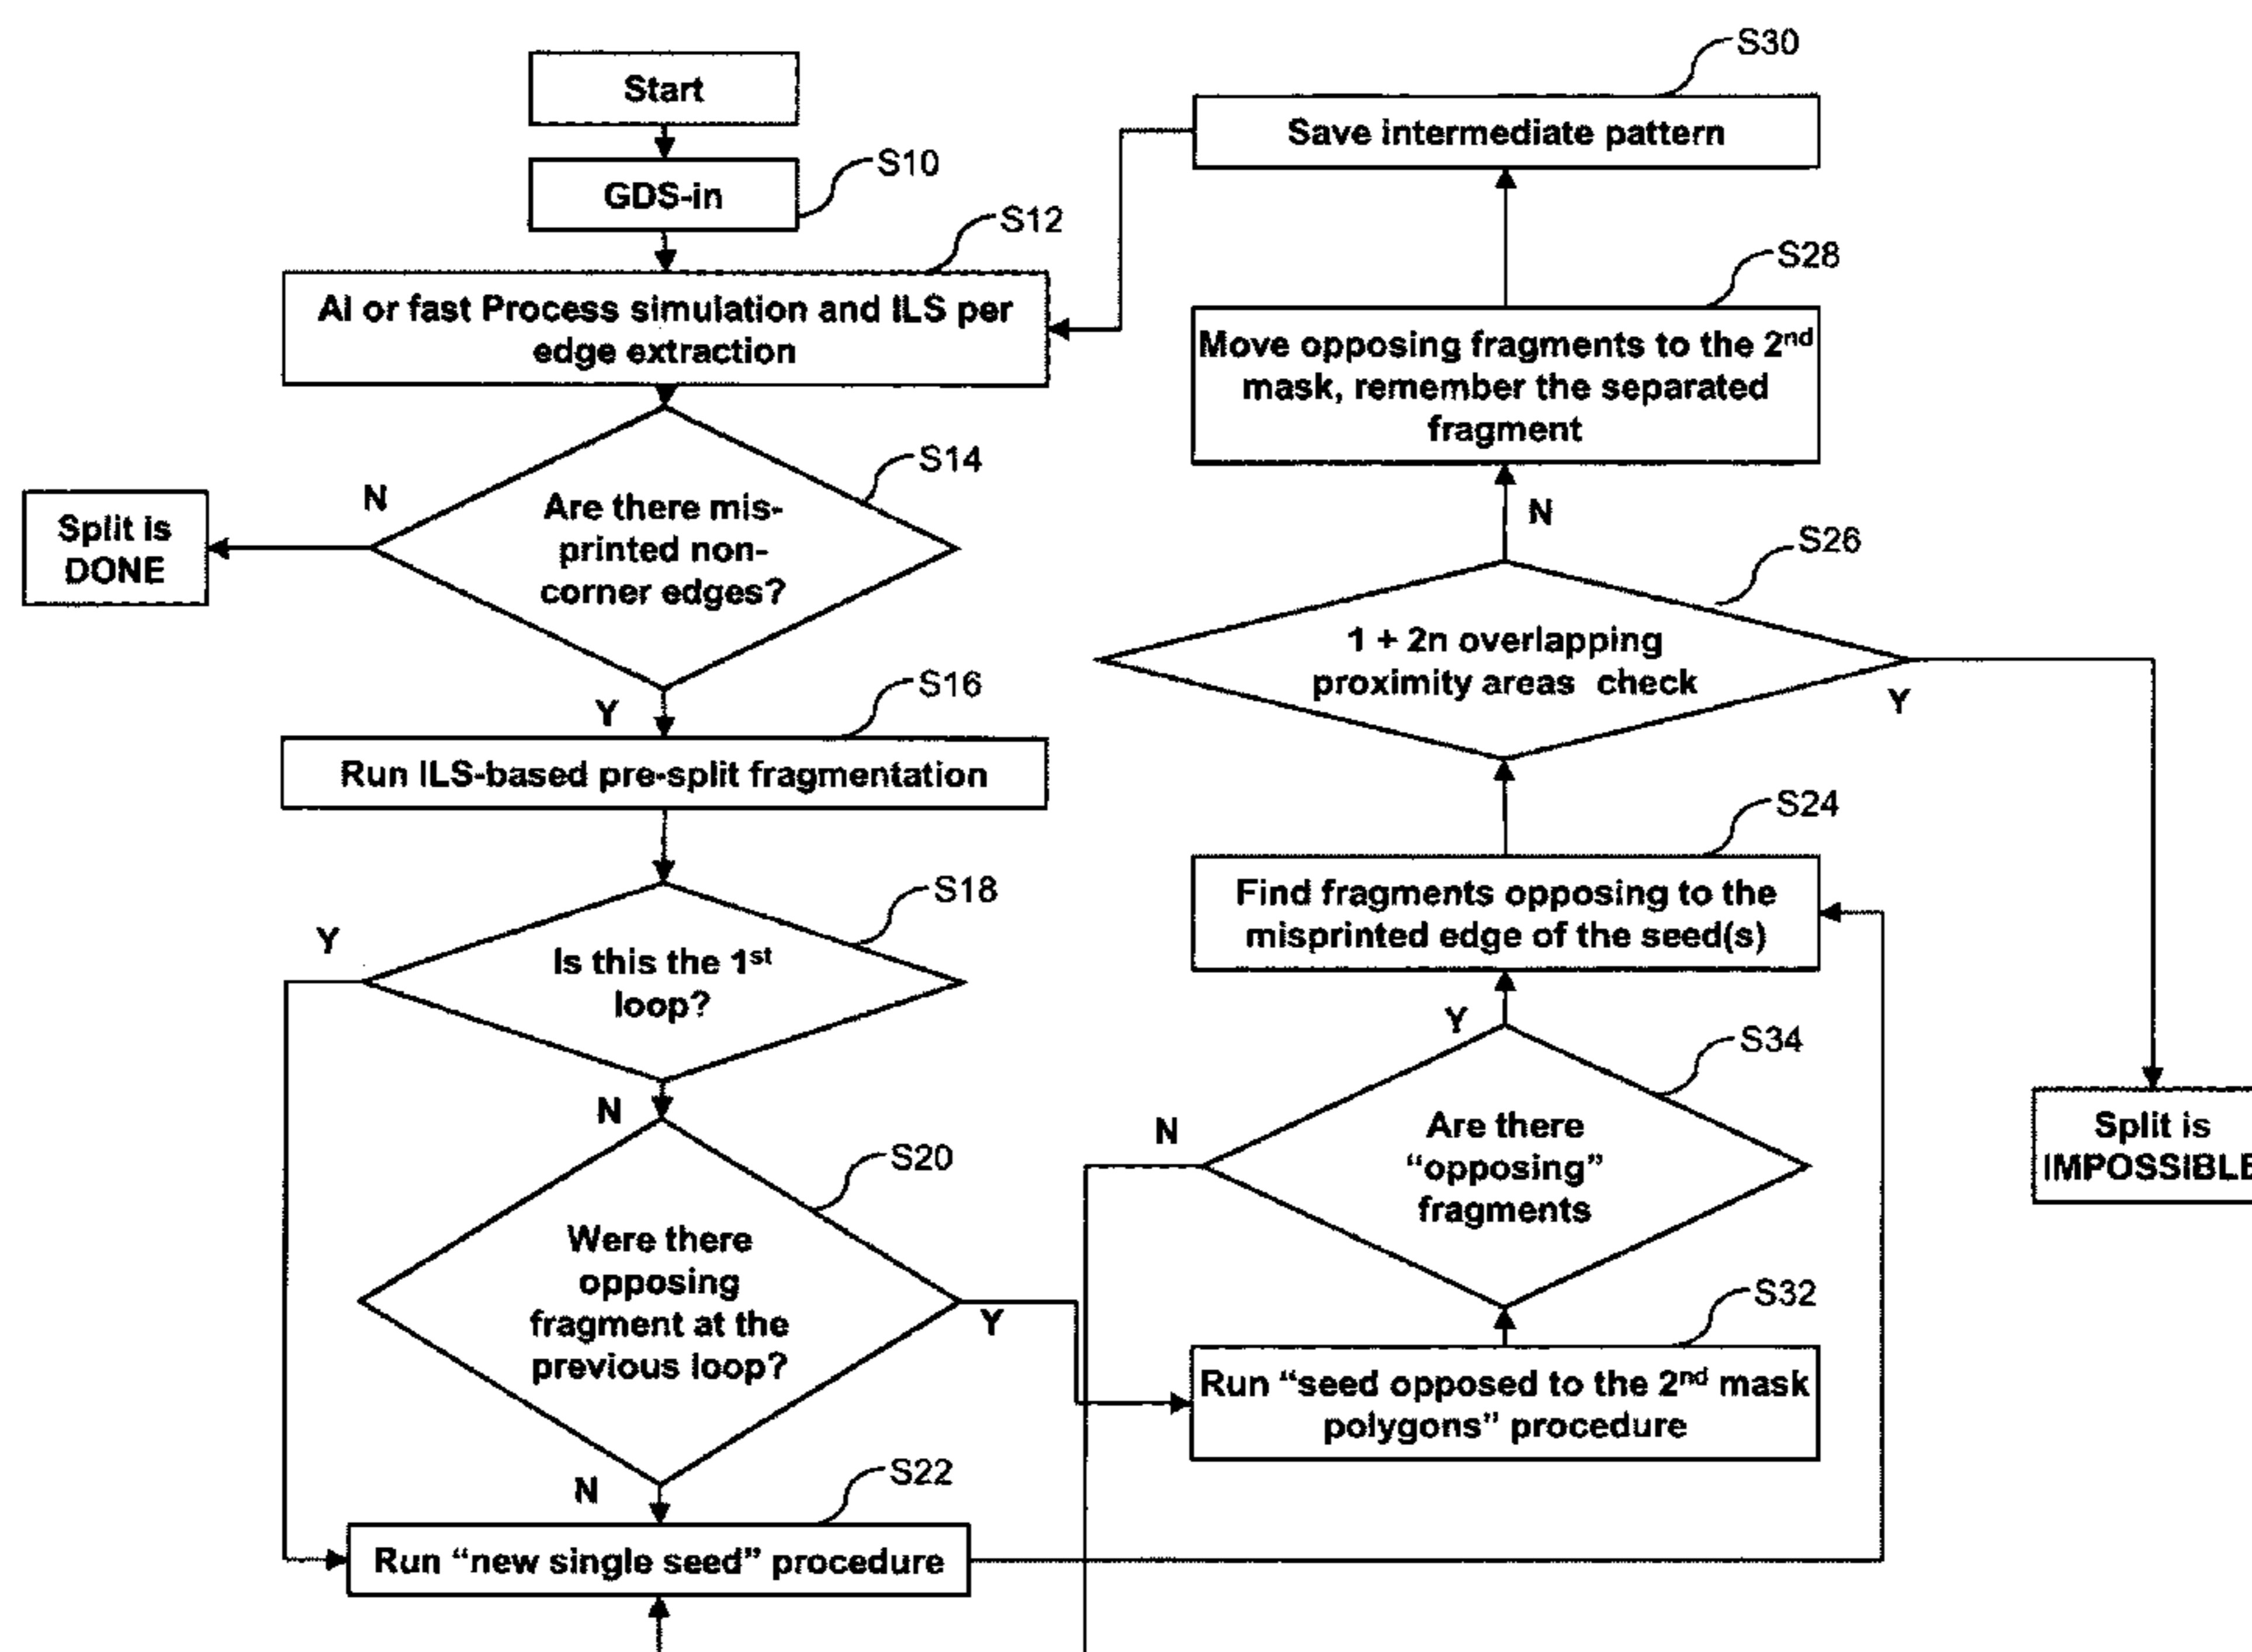 Start
S10
GDS-in
S12
AI or fast Process simulation and ILS per
edge extraction
S14
Are there mis-
printed non-
corner edges?
N
Split is
DONE
Y
S16
Run ILS-based pre-split fragmentation
S18
Is this the 1st
loop?
Y
N
S20
Were there
opposing
fragment at the
previous loop?
Y
N
S22
Run “new single seed” procedure
S30
Save intermediate pattern
S28
Move opposing fragments to the 2nd
mask, remember the separated
fragment
N
S26
1 + 2n overlapping
proximity areas check
Y
S24
Find fragments opposing to the
misprinted edge of the seed(s)
Y
S34
Are there
“opposing”
fragments
N
S32
Run “seed opposed to the 2nd mask
polygons” procedure
Split is
IMPOSSIBLE